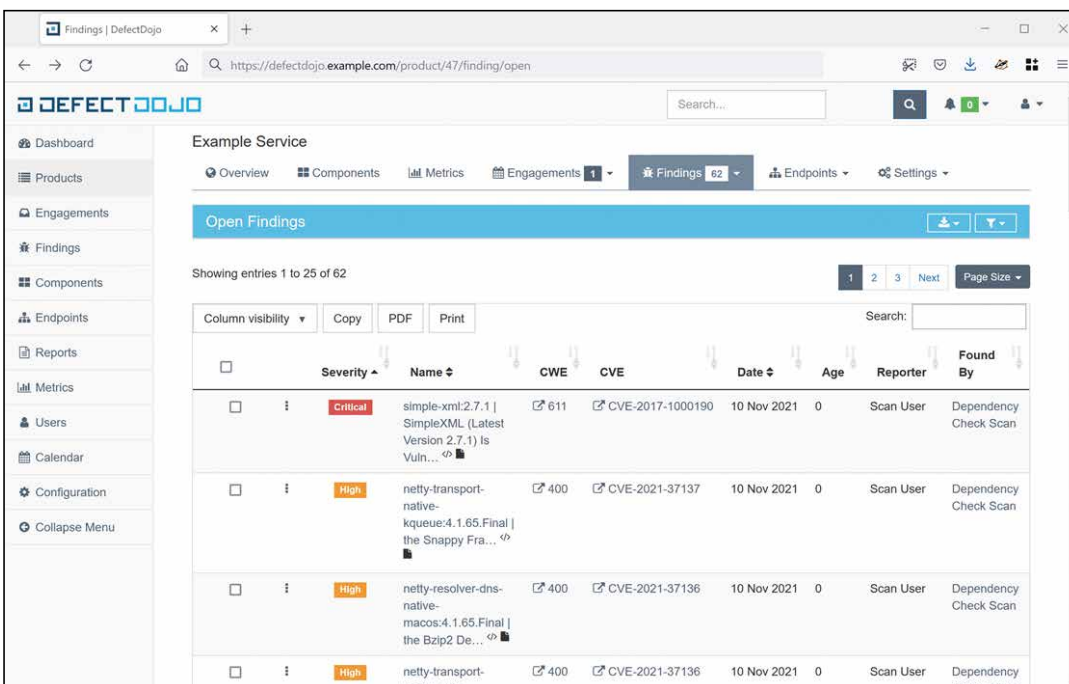 Findings | DefectDojo
https://defectdojo.example.com/product/47/finding/open
DEFECTDOJO
Search...
0
Dashboard
Products
Engagements
Findings
Components
Endpoints
Reports
Metrics
Users
Calendar
Configuration
Collapse Menu
Example Service
Overview Components Metrics Engagements 1 Findings 62 Endpoints Settings
Open Findings
Showing entries 1 to 25 of 62
1 2 3 Next Page Size
Column visibility Copy PDF Print Search:
Severity Name CWE CVE Date Age Reporter Found By
Critical simple-xml:2.7.1 | 611 CVE-2017-1000190 10 Nov 2021 0 Scan User Dependency
SimpleXML (Latest Check Scan
Version 2.7.1) Is
Vuln…
High netty-transport- 400 CVE-2021-37137 10 Nov 2021 0 Scan User Dependency
native- Check Scan
kqueue:4.1.65.Final |
the Snappy Fra…
High netty-resolver-dns- 400 CVE-2021-37136 10 Nov 2021 0 Scan User Dependency
native- Check Scan
macos:4.1.65.Final |
the Bzip2 De…
High netty-transport- 400 CVE-2021-37136 10 Nov 2021 0 Scan User Dependency